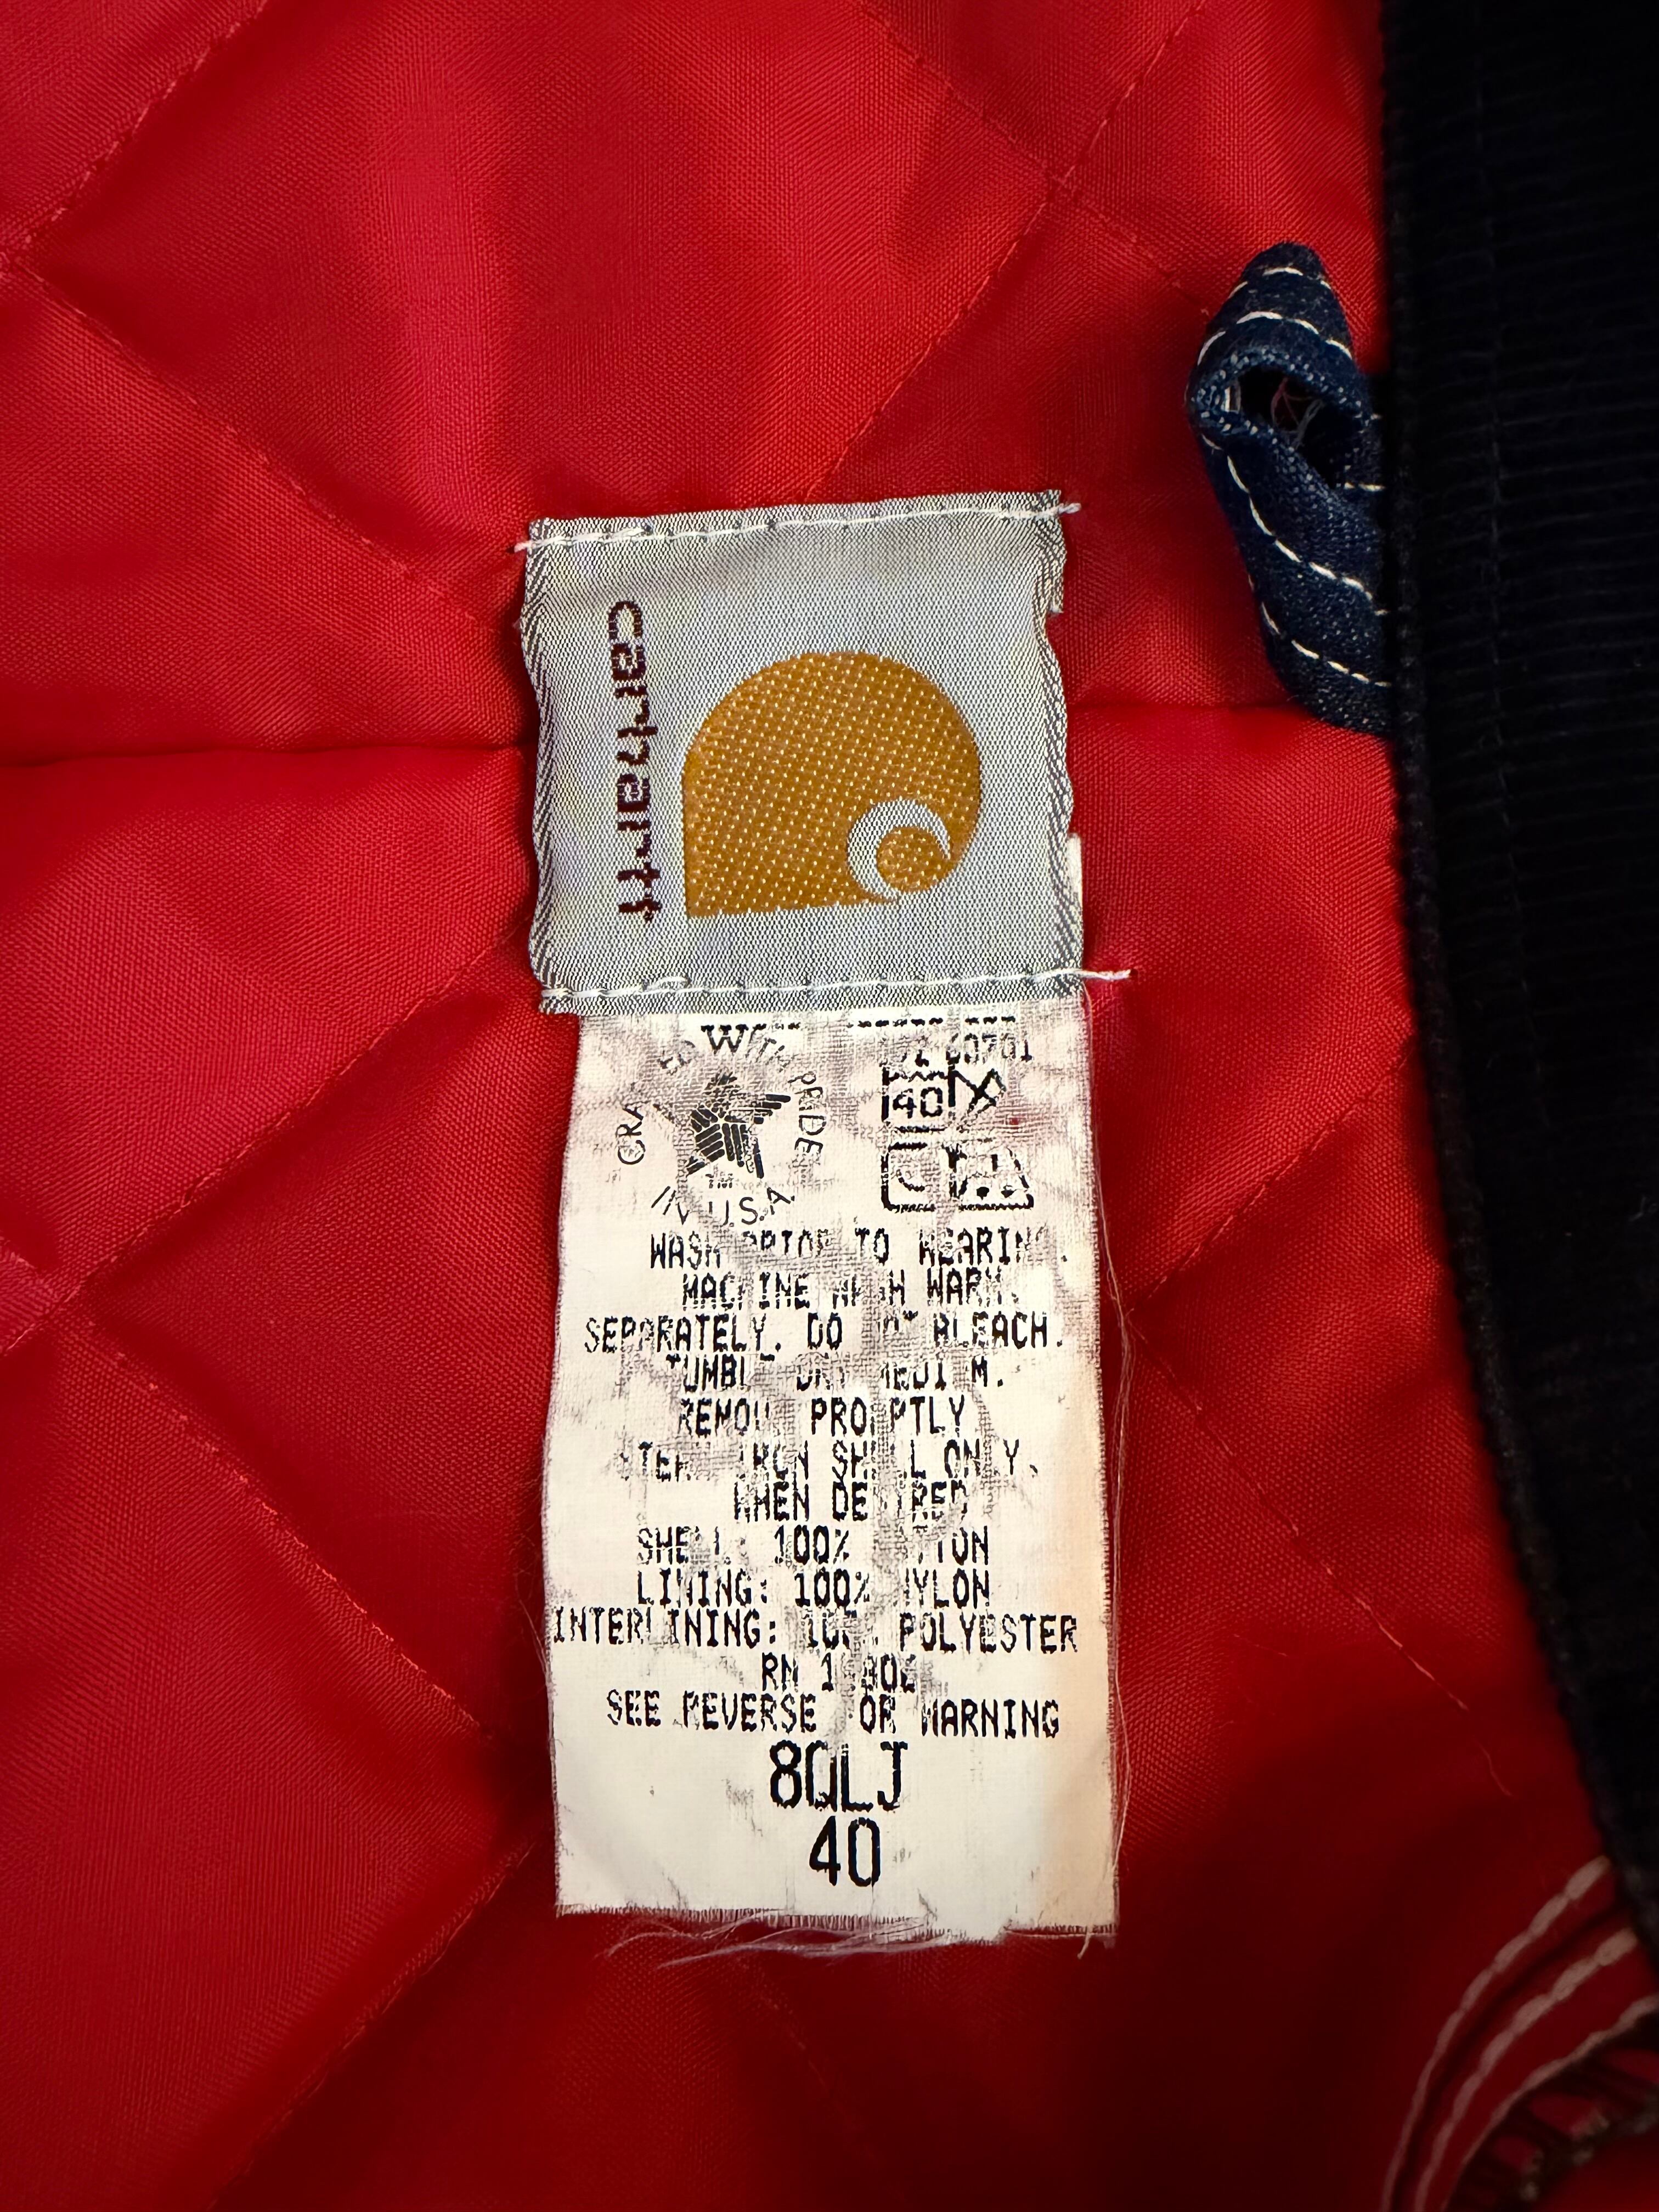 carhartt
WITH PRIDE
IN U.S.A.
40
WASH PRIOR TO WEARING.
MACHINE WASH WARM.
SEPARATELY. DO NOT BLEACH.
TUMBLE DRY MEDIUM.
REMOVE PROMPTLY
IRON SHELL ONLY.
WHEN DESIRED
SHELL: 100% COTTON
LINING: 100% NYLON
INTERLINING: 100% POLYESTER
RN
SEE REVERSE FOR WARNING
8QLJ
40